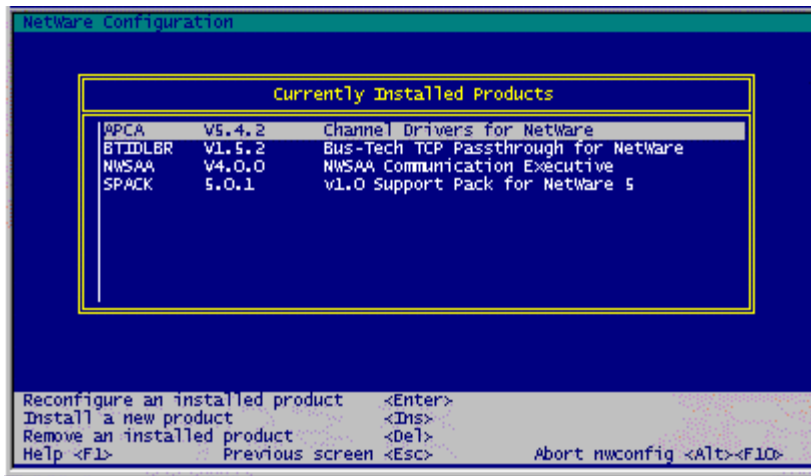 NetWare Configuration
Currently Installed Products
APCA V5.4.2 Channel Drivers for NetWare
BTIDLBR V1.5.2 Bus-Tech TCP Passthrough for NetWare
NWSAA V4.0.0 NWSAA Communication Executive
SPACK 5.0.1 v1.0 Support Pack for NetWare 5
Reconfigure an installed product <Enter>
Install a new product <Ins>
Remove an installed product <Del>
Help <F1> Previous screen <Esc> Abort nwconfig <Alt><F10>